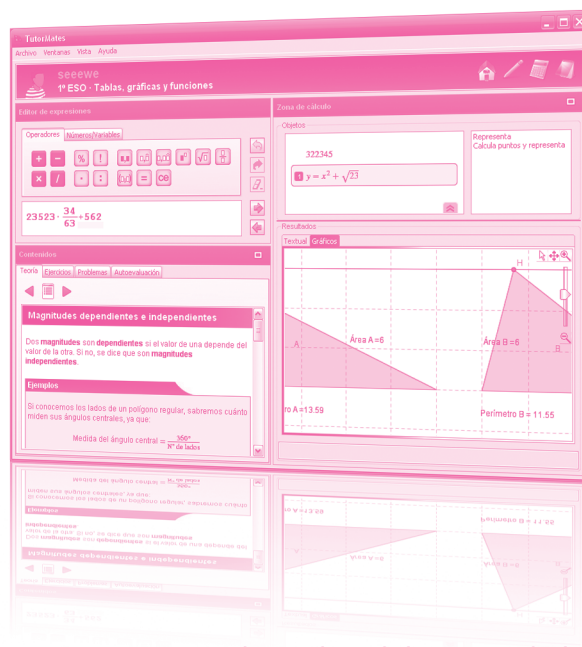 TutorMates
Archivo Ventanas Vista Ayuda
seeewe
1º ESO - Tablas, gráficas y funciones
Editor de expresiones
Operadores Números/Variables
+ - % !
x / · : = ce
23523· 34/63 +562
Contenidos
Teoría Ejercicios Problemas Autoevaluación
Magnitudes dependientes e independientes
Dos magnitudes son dependientes si el valor de una depende del
valor de la otra. Si no, se dice que son magnitudes
independientes.
Ejemplos
Si conocemos los lados de un polígono regular, sabremos cuánto
miden sus ángulos centrales, ya que:
Medida del ángulo central = 360º / Nº de lados
Zona de cálculo
Objetos
322345
1 y = x² + √23
Representa
Calcula puntos y representa
Resultados
Textual Gráficos
H
A
Área A =6
Área B =6
B
ro A =13.59
Perímetro B = 11.55